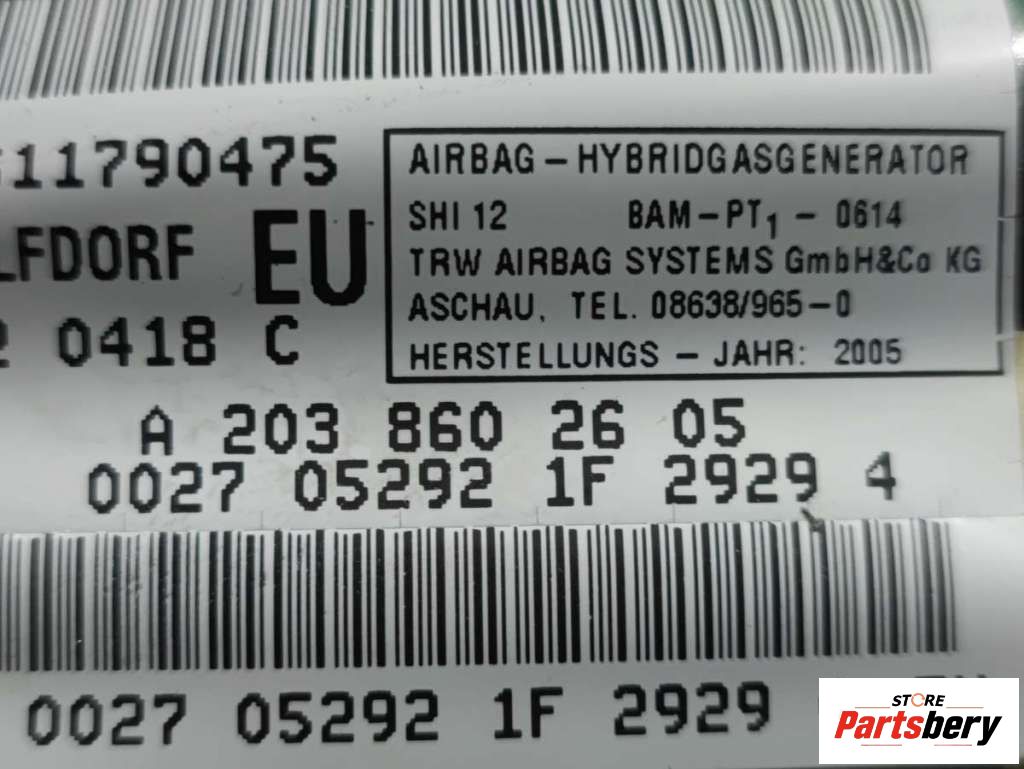 11790475
LFDORF EU
0418 C
AIRBAG – HYBRIDGASGENERATOR
SHI 12 BAM – PT1 – 0614
TRW AIRBAG SYSTEMS GmbH&Co KG
ASCHAU, TEL. 08638/965–0
HERSTELLUNGS – JAHR: 2005
A 203 860 26 05
0027 05292 1F 2929 4
0027 05292 1F 2929
STORE
Partsbery